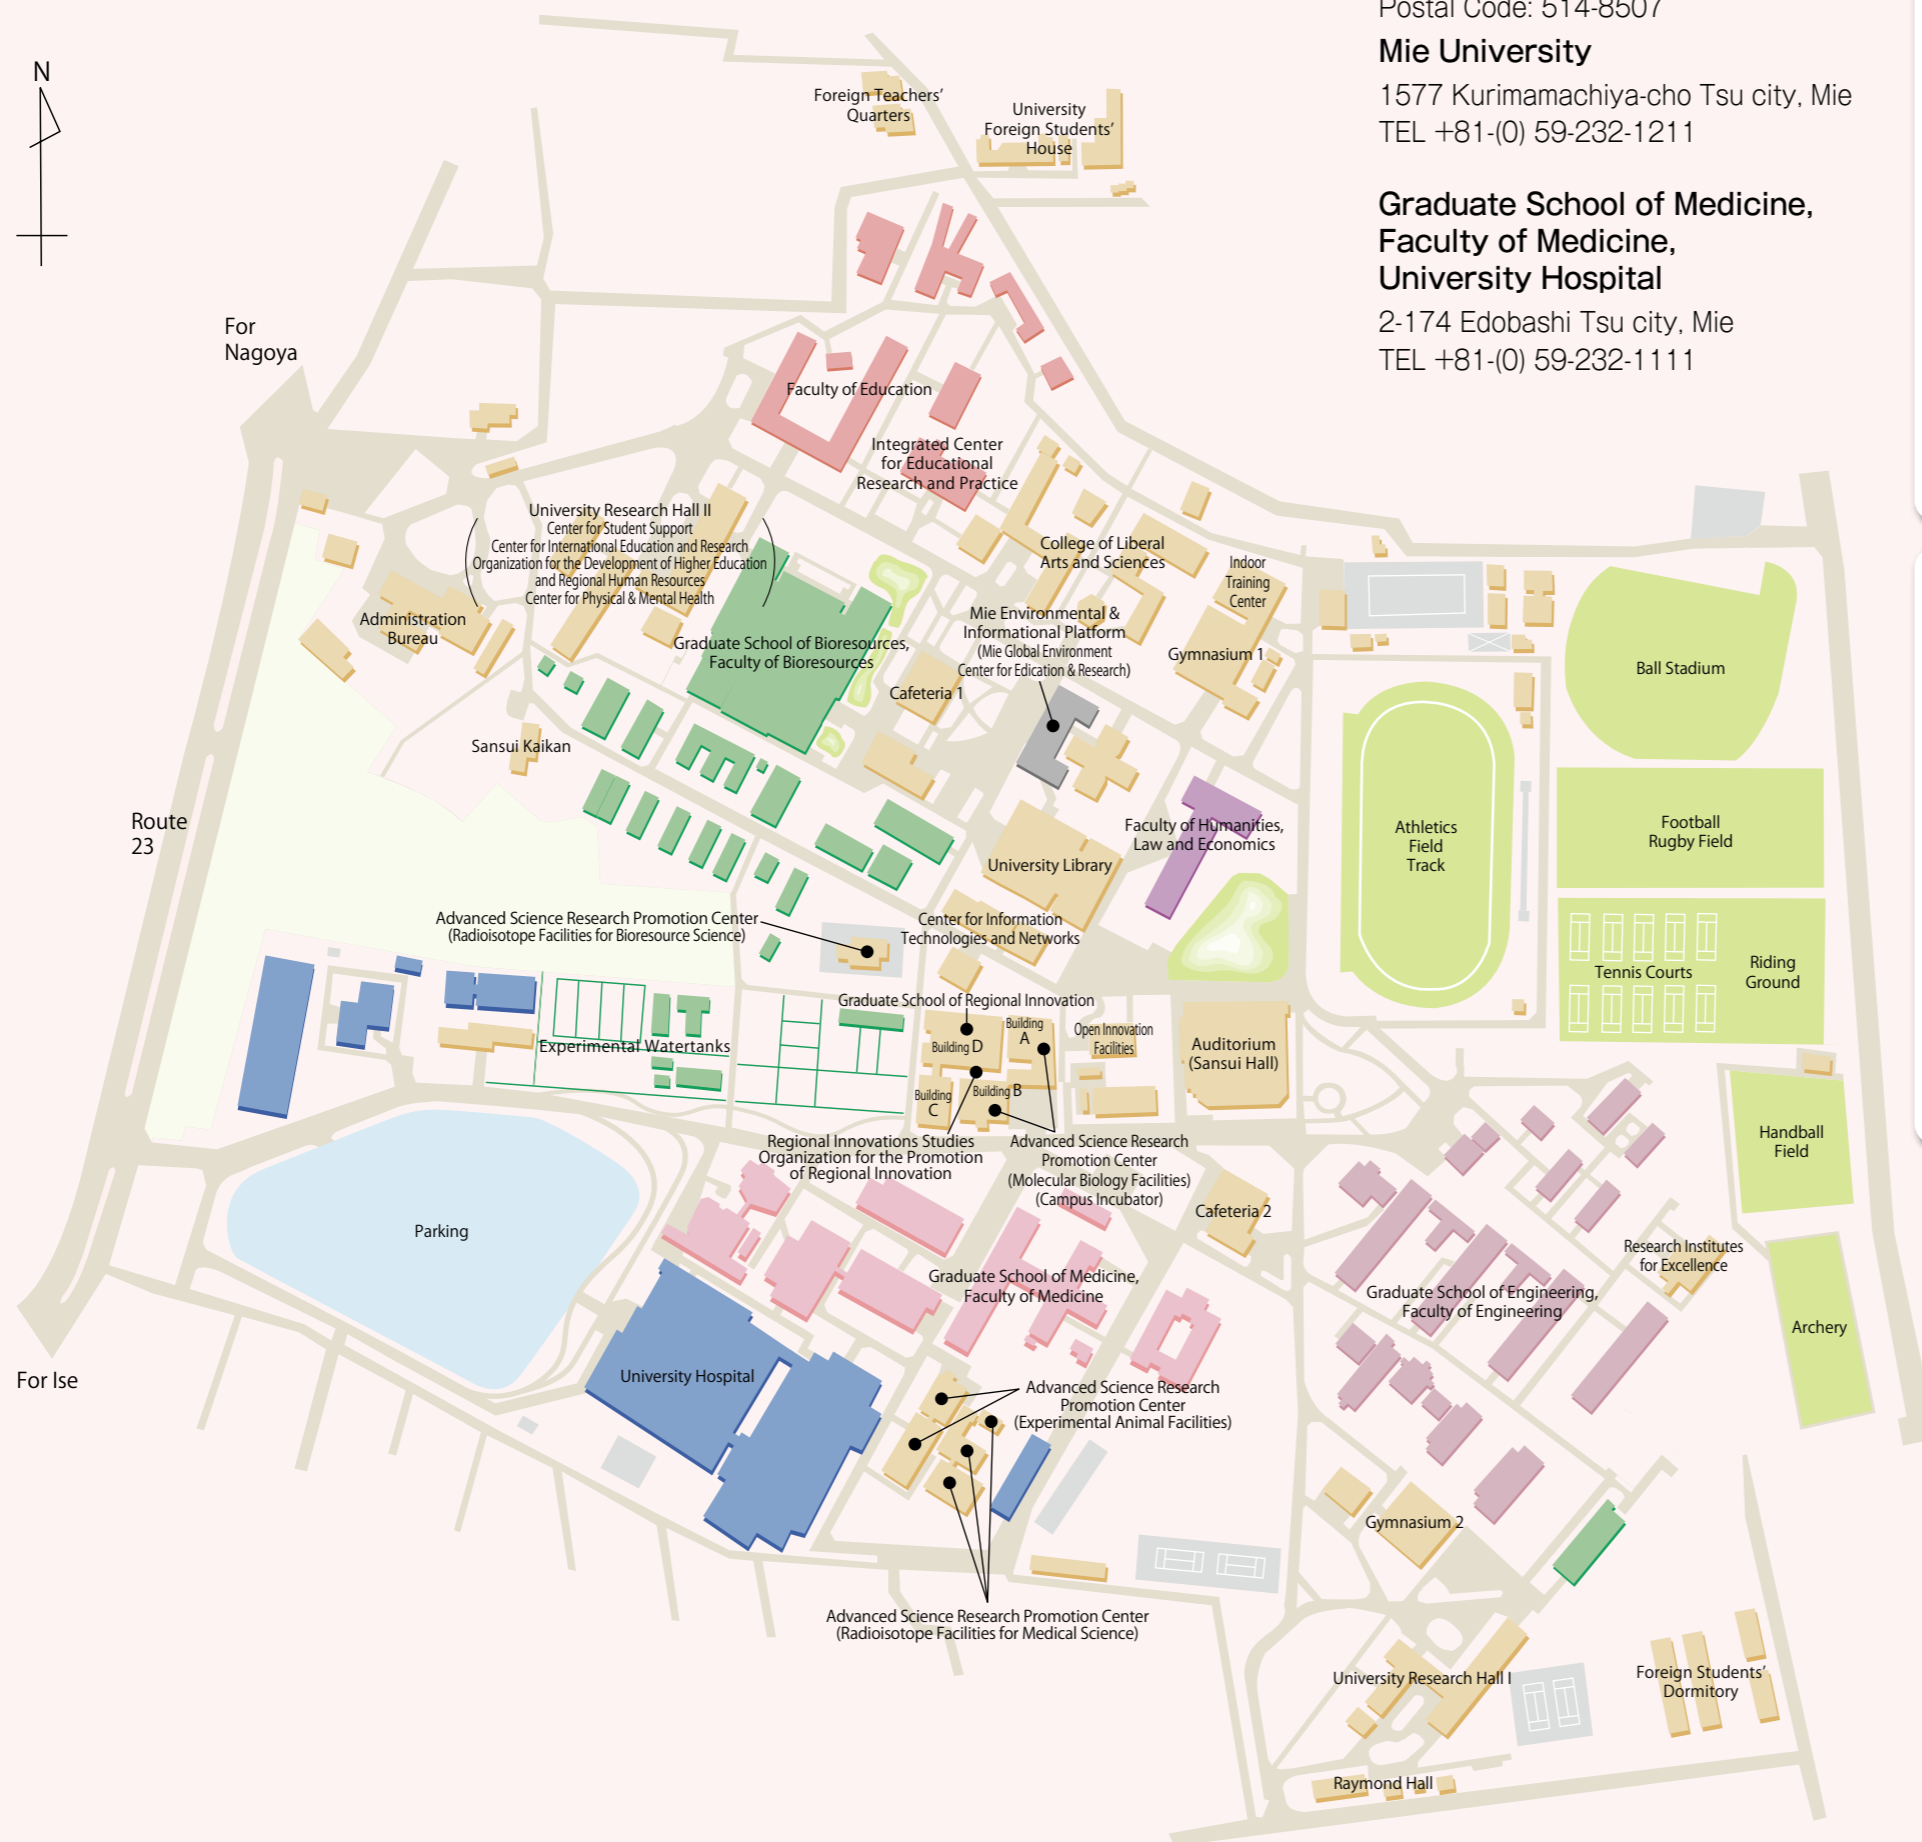 Postal Code: 514-8507
Mie University
1577 Kurimamachiya-cho Tsu city, Mie
TEL +81-(0) 59-232-1211
Graduate School of Medicine,
Faculty of Medicine,
University Hospital
2-174 Edobashi Tsu city, Mie
TEL +81-(0) 59-232-1111
N
Foreign Teachers'
Quarters
University
Foreign Students'
House
For
Nagoya
Faculty of Education
Integrated Center
for Educational
Research and Practice
University Research Hall II
Center for Student Support
Center for International Education and Research
Organization for the Development of Higher Education
and Regional Human Resources
Center for Physical & Mental Health
College of Liberal
Arts and Sciences
Indoor
Training
Center
Administration
Bureau
Mie Environmental &
Informational Platform
(Mie Global Environment
Center for Edication & Research)
Graduate School of Bioresources,
Faculty of Bioresources
Gymnasium 1
Ball Stadium
Cafeteria 1
Sansui Kaikan
Route
23
Faculty of Humanities,
Law and Economics
Athletics
Field
Track
Football
Rugby Field
University Library
Advanced Science Research Promotion Center
(Radioisotope Facilities for Bioresource Science)
Center for Information
Technologies and Networks
Tennis Courts
Riding
Ground
Graduate School of Regional Innovation
Building
A
Building D
Open Innovation
Facilities
Auditorium
(Sansui Hall)
Experimental Watertanks
Building
C
Building B
Regional Innovations Studies
Organization for the Promotion
of Regional Innovation
Advanced Science Research
Promotion Center
(Molecular Biology Facilities)
(Campus Incubator)
Handball
Field
Cafeteria 2
Parking
Research Institutes
for Excellence
Graduate School of Medicine,
Faculty of Medicine
Graduate School of Engineering,
Faculty of Engineering
Archery
For Ise
University Hospital
Advanced Science Research
Promotion Center
(Experimental Animal Facilities)
Gymnasium 2
Advanced Science Research Promotion Center
(Radioisotope Facilities for Medical Science)
University Research Hall I
Foreign Students'
Dormitory
Raymond Hall